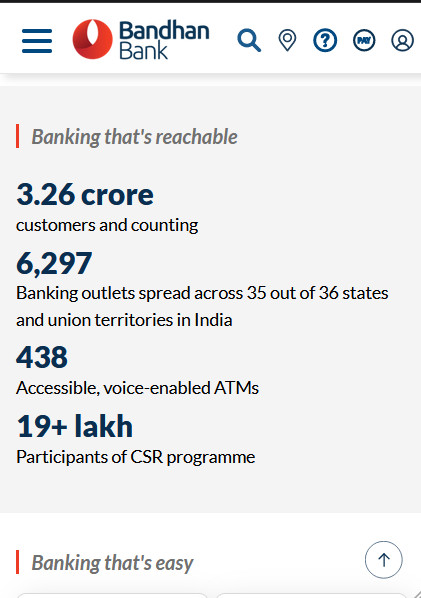 Bandhan
Bank
PAY
Banking that's reachable
3.26 crore
customers and counting
6,297
Banking outlets spread across 35 out of 36 states
and union territories in India
438
Accessible, voice-enabled ATMs
19+ lakh
Participants of CSR programme
Banking that's easy